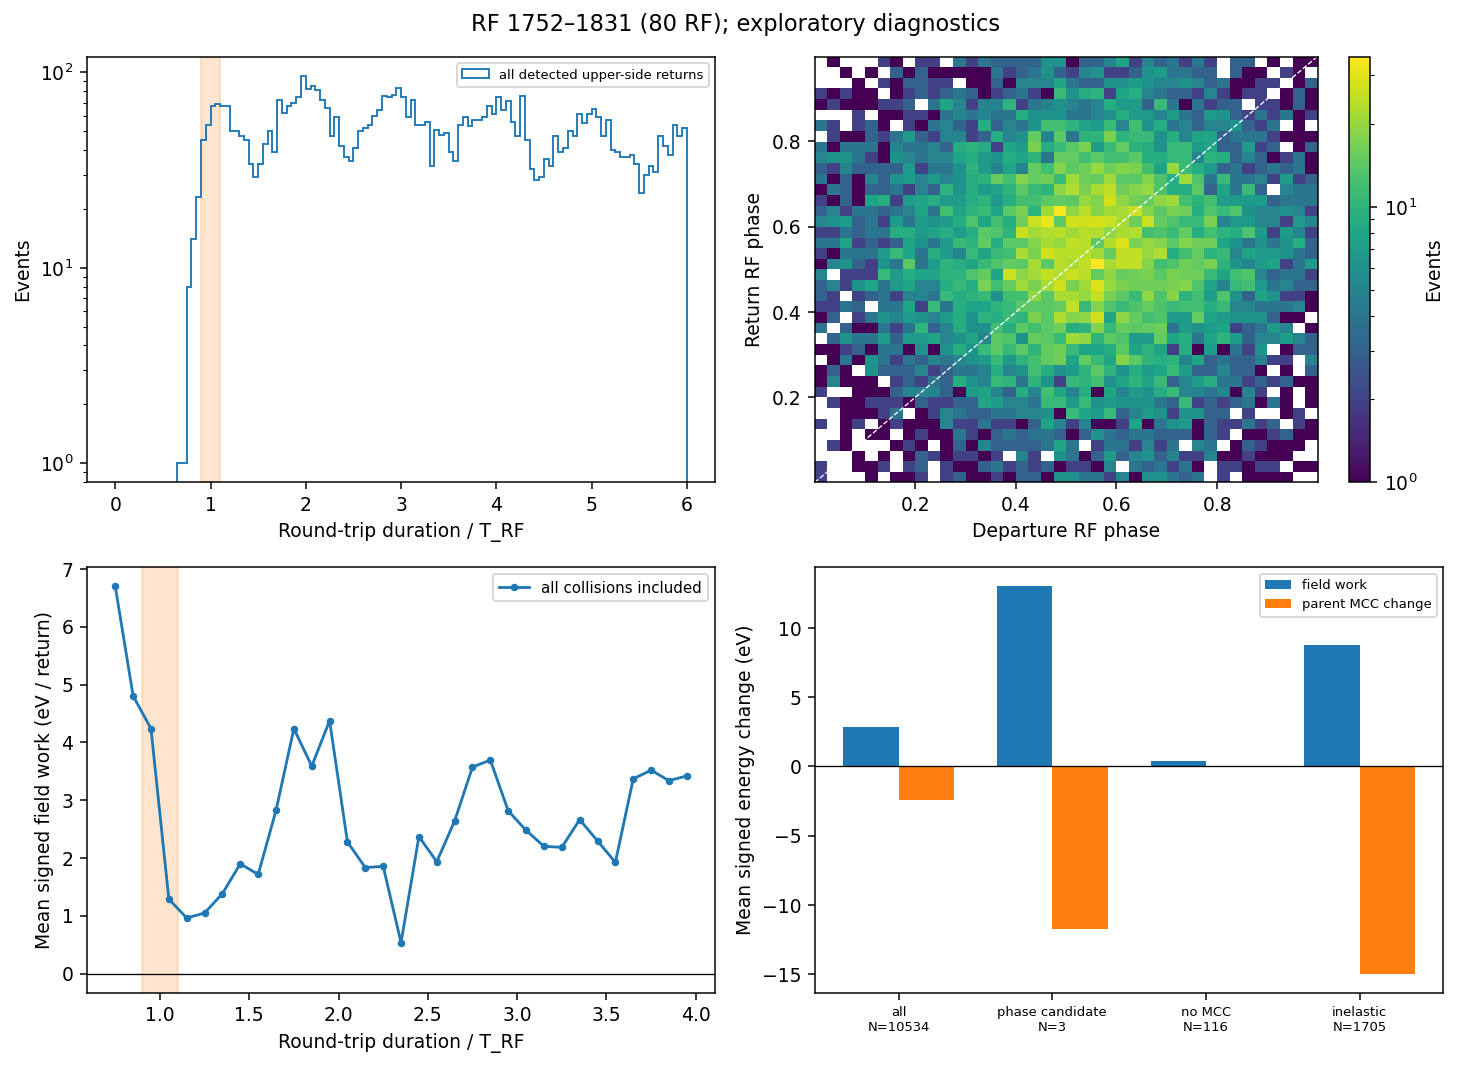 RF 1752–1831 (80 RF); exploratory diagnostics
all detected upper-side returns
Events
10²
10¹
10⁰
0 1 2 3 4 5 6
Round-trip duration / T_RF
Return RF phase
0.8
0.6
0.4
0.2
0.2 0.4 0.6 0.8
Departure RF phase
10¹
10⁰
Events
all collisions included
Mean signed field work (eV / return)
7
6
5
4
3
2
1
0
1.0 1.5 2.0 2.5 3.0 3.5 4.0
Round-trip duration / T_RF
field work
parent MCC change
Mean signed energy change (eV)
10
5
0
−5
−10
−15
all phase candidate no MCC inelastic
N=10534 N=3 N=116 N=1705